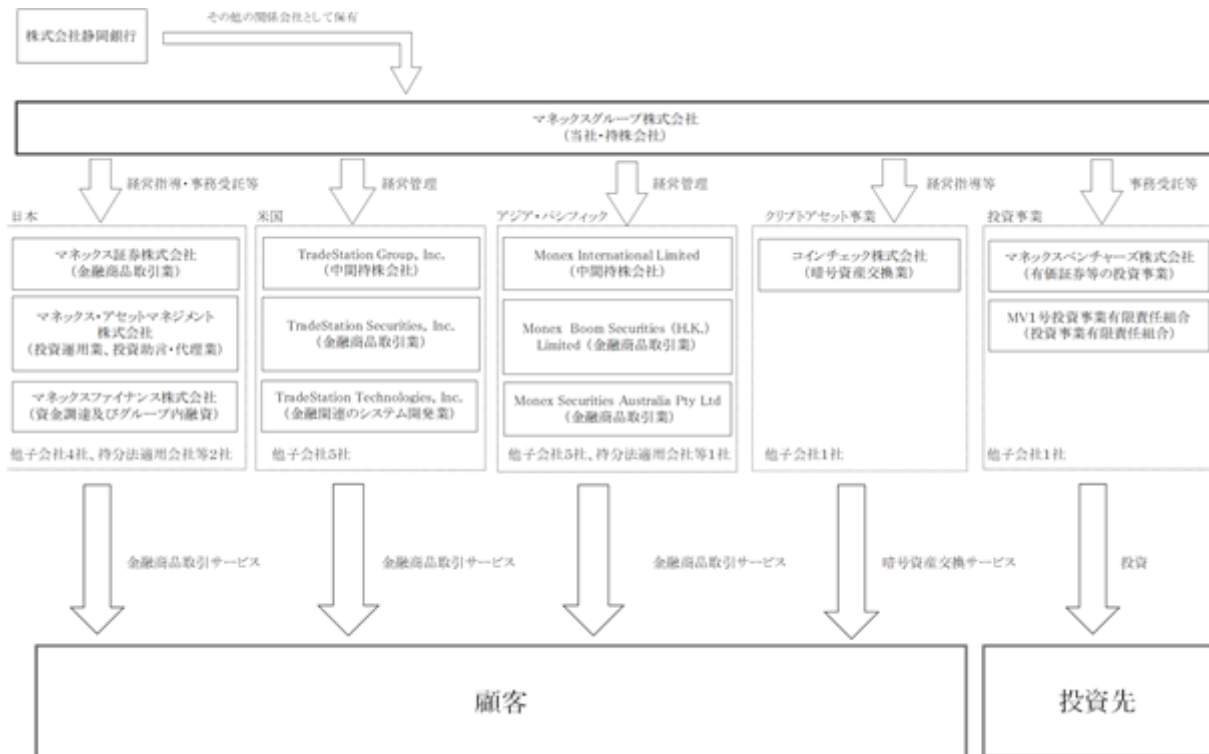 その他の関係会社として保有
株式会社静岡銀行
マネックスグループ株式会社
(当社・持株会社)
経営指導・事務受託等
経営管理
経営管理
経営指導等
事務受託等
日本
米国
アジア・パシフィック
クリプトアセット事業
投資事業
マネックス証券株式会社
(金融商品取引業)
マネックス・アセットマネジメント
株式会社
(投資運用業、投資助言・代理業)
マネックスファイナンス株式会社
(資金調達及びグループ内融資)
他子会社4社、持分法適用会社等2社
TradeStation Group, Inc.
(中間持株会社)
TradeStation Securities, Inc.
(金融商品取引業)
TradeStation Technologies, Inc.
(金融関連のシステム開発業)
他子会社5社
Monex International Limited
(中間持株会社)
Monex Boom Securities (H.K.)
Limited (金融商品取引業)
Monex Securities Australia Pty Ltd
(金融商品取引業)
他子会社5社、持分法適用会社等1社
コインチェック株式会社
(暗号資産交換業)
他子会社1社
マネックスベンチャーズ株式会社
(有価証券等の投資事業)
MV1号投資事業有限責任組合
(投資事業有限責任組合)
他子会社1社
金融商品取引サービス
金融商品取引サービス
金融商品取引サービス
暗号資産交換サービス
投資
顧客
投資先